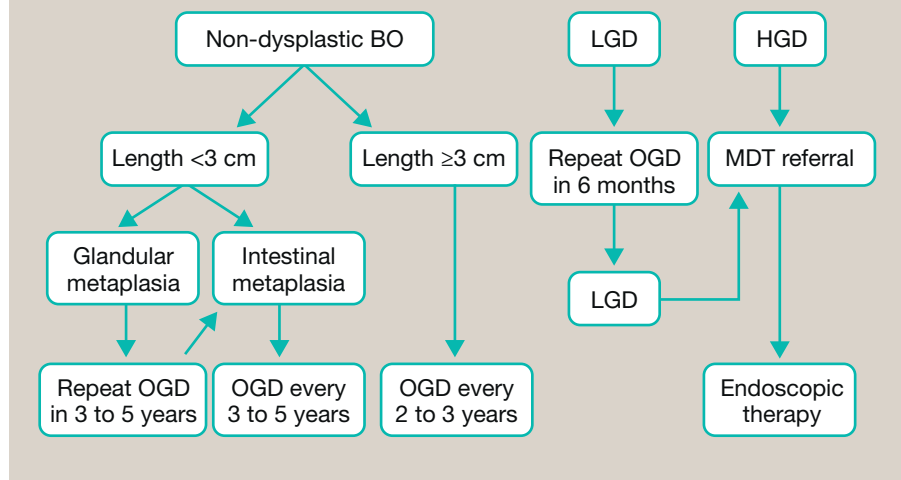 Non-dysplastic BO
LGD
HGD
Length <3 cm
Length ≥3 cm
Repeat OGD
in 6 months
MDT referral
Glandular
metaplasia
Intestinal
metaplasia
LGD
Repeat OGD
in 3 to 5 years
OGD every
3 to 5 years
OGD every
2 to 3 years
Endoscopic
therapy